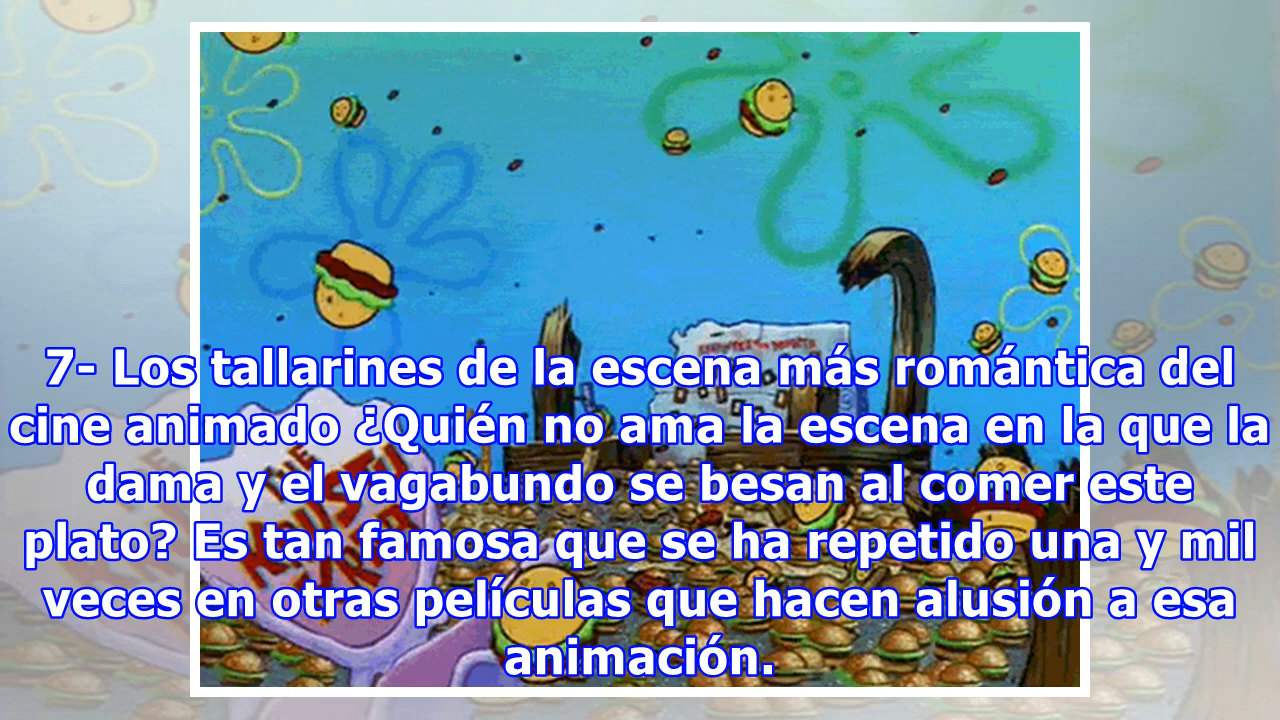 7- Los tallarines de la escena más romántica del
cine animado ¿Quién no ama la escena en la que la
dama y el vagabundo se besan al comer este
plato? Es tan famosa que se ha repetido una y mil
veces en otras películas que hacen alusión a esa
animación.
THE